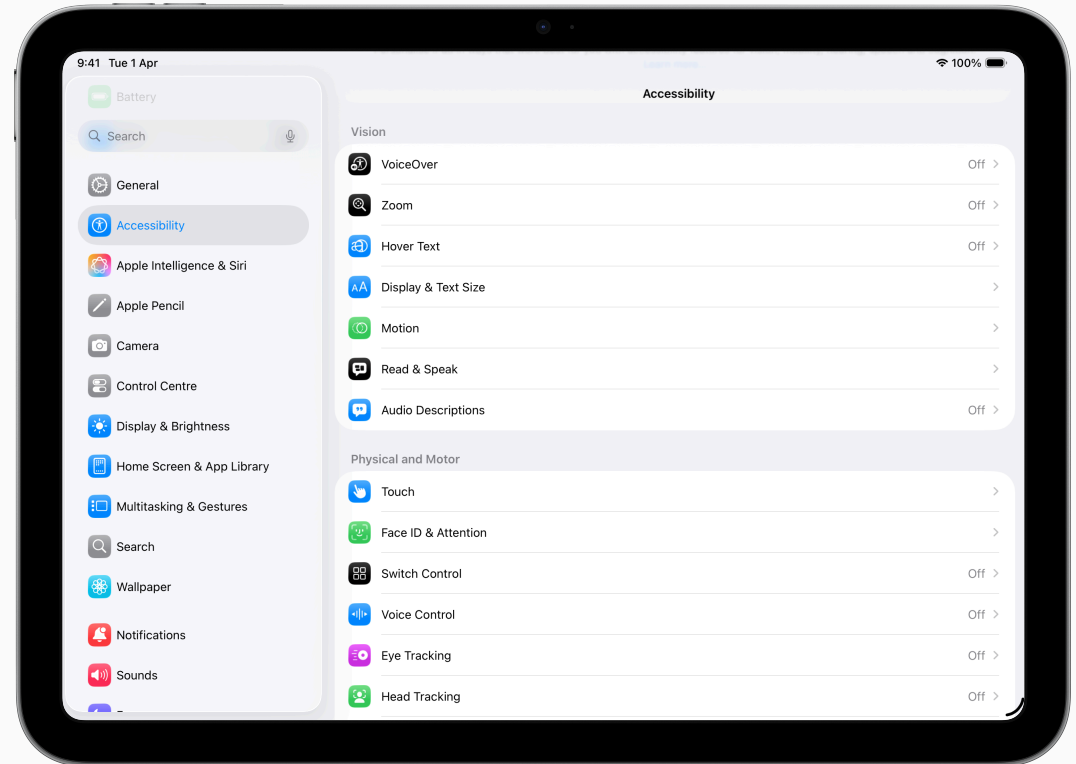 9:41 Tue 1 Apr
100%
Battery
Search
General
Accessibility
Apple Intelligence & Siri
Apple Pencil
Camera
Control Centre
Display & Brightness
Home Screen & App Library
Multitasking & Gestures
Search
Wallpaper
Notifications
Sounds
Learn more
Accessibility
Vision
VoiceOver Off
Zoom Off
Hover Text Off
AA Display & Text Size
Motion
Read & Speak
Audio Descriptions Off
Physical and Motor
Touch
Face ID & Attention
Switch Control Off
Voice Control Off
Eye Tracking Off
Head Tracking Off